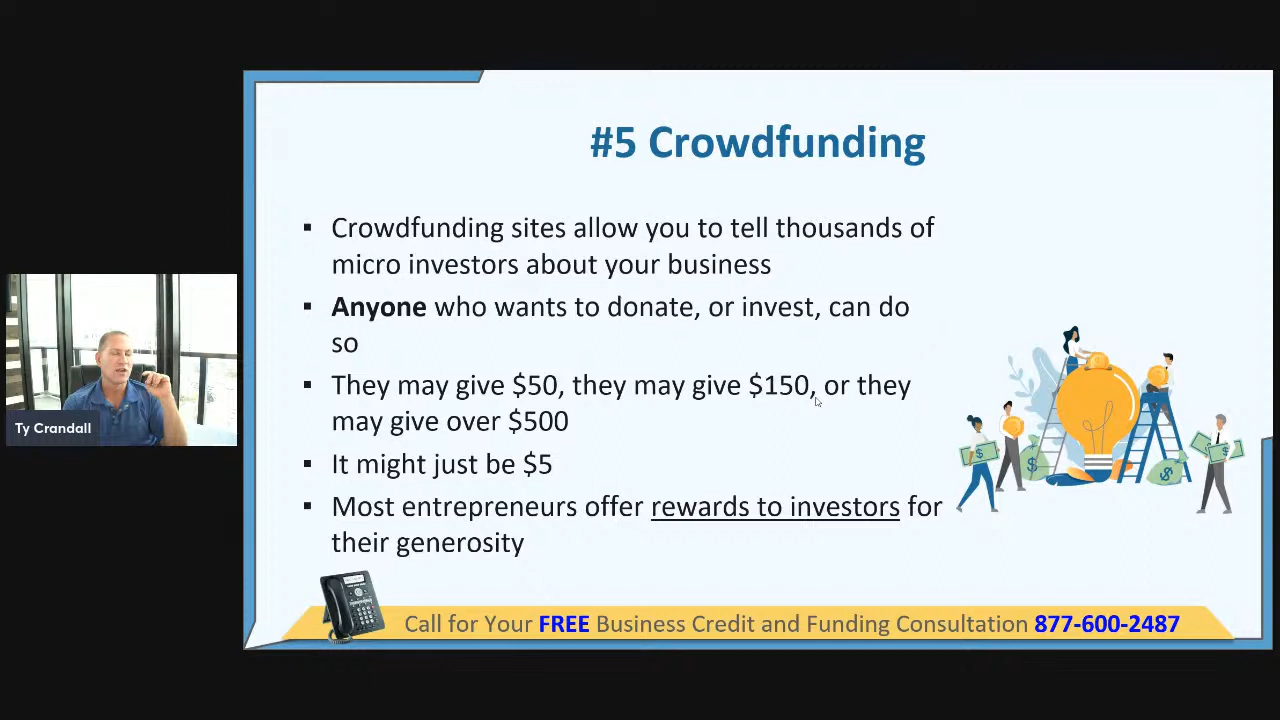 #5 Crowdfunding
▪ Crowdfunding sites allow you to tell thousands of
micro investors about your business
▪ Anyone who wants to donate, or invest, can do
so
▪ They may give $50, they may give $150, or they
may give over $500
▪ It might just be $5
▪ Most entrepreneurs offer rewards to investors for
their generosity
Ty Crandall
$
$
$
$
$
Call for Your FREE Business Credit and Funding Consultation 877-600-2487